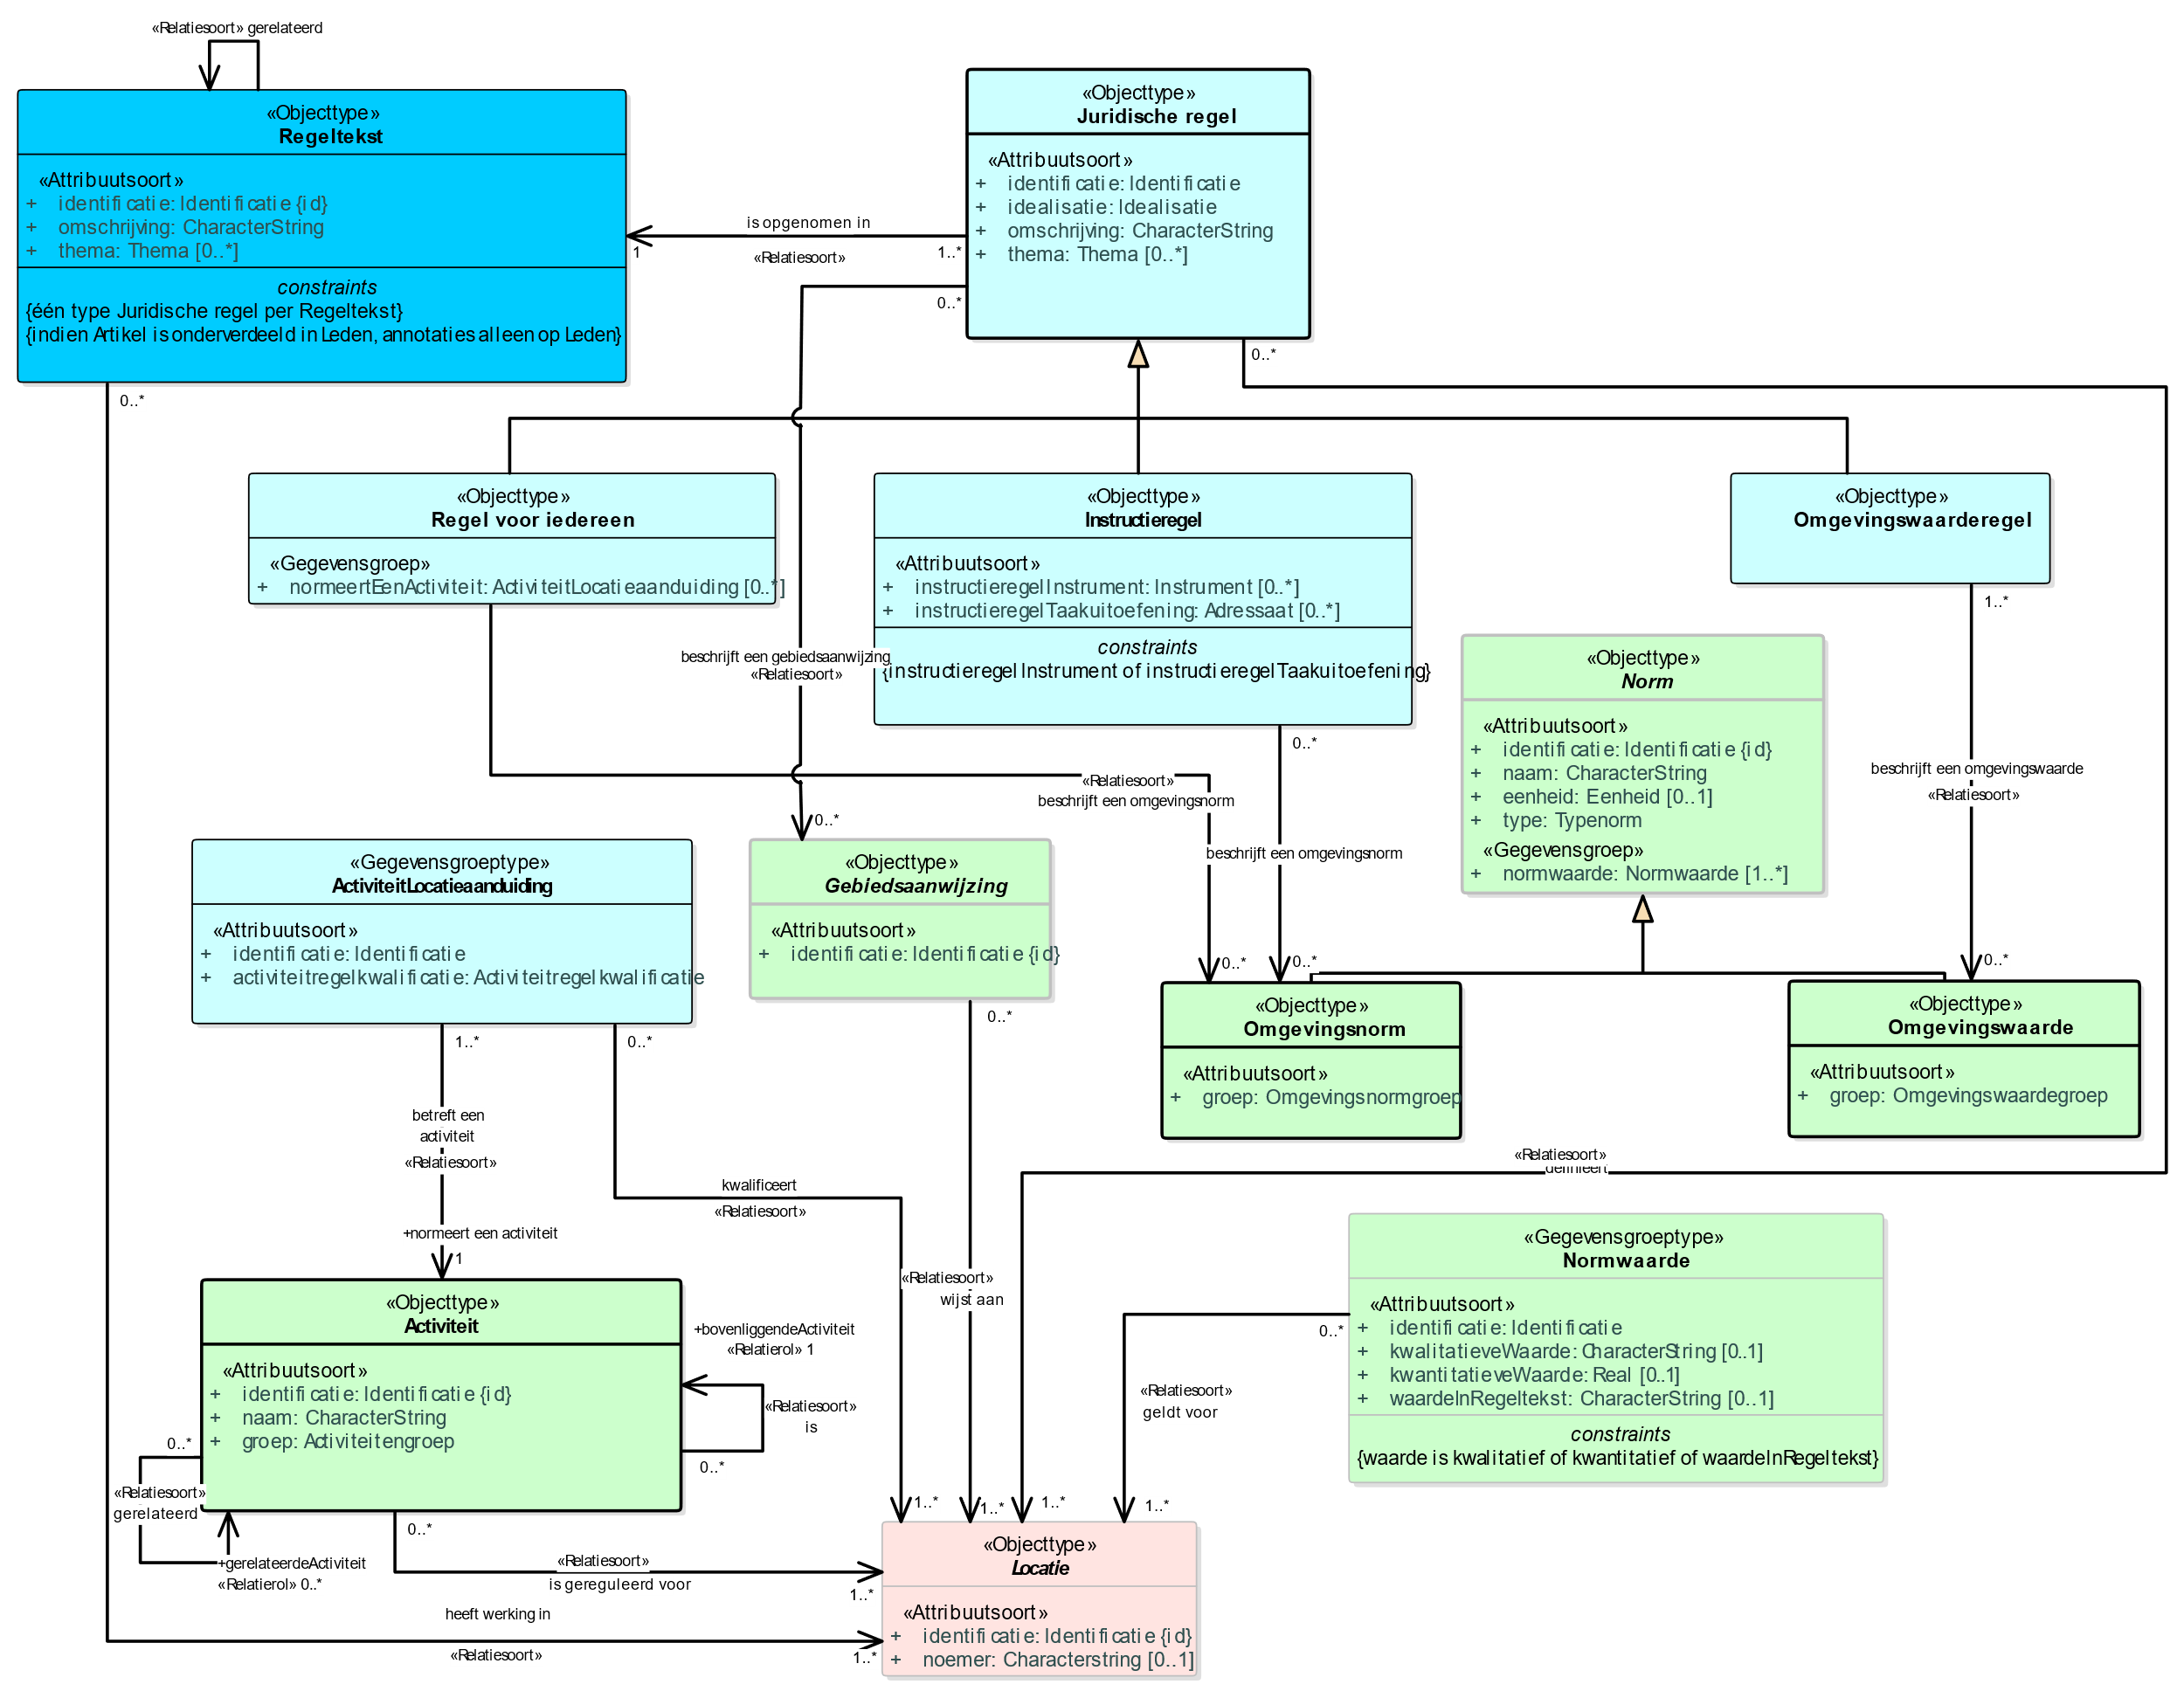 «Relatiesoort» gerelateerd
«Objecttype»
Regeltekst
«Attribuutsoort»
+ identificatie: Identificatie {id}
+ omschrijving: CharacterString
+ thema: Thema [0..*]
constraints
{één type Juridische regel per Regeltekst}
{indien Artikel is onderverdeeld in Leden, annotaties alleen op Leden}
0..*
«Objecttype»
Juridische regel
«Attribuutsoort»
+ identificatie: Identificatie
+ idealisatie: Idealisatie
+ omschrijving: CharacterString
+ thema: Thema [0..*]
is opgenomen in
1
1..*
«Relatiesoort»
0..*
0..*
«Objecttype»
Regel voor iedereen
«Gegevensgroep»
+ normeertEenActiviteit: ActiviteitLocatieaanduiding [0..*]
«Objecttype»
Instructieregel
«Attribuutsoort»
+ instructieregelInstrument: Instrument [0..*]
+ instructieregelTaakuitoefening: Adressaat [0..*]
constraints
{instructieregelInstrument of instructieregelTaakuitoefening}
«Objecttype»
Omgevingswaarderegel
1..*
beschrijft een gebiedsaanwijzing
«Relatiesoort»
«Objecttype»
Norm
«Attribuutsoort»
+ identificatie: Identificatie {id}
+ naam: CharacterString
+ eenheid: Eenheid [0..1]
+ type: Typenorm
«Gegevensgroep»
+ normwaarde: Normwaarde [1..*]
0..*
«Relatiesoort»
beschrijft een omgevingsnorm
beschrijft een omgevingswaarde
«Relatiesoort»
0..*
beschrijft een omgevingsnorm
«Gegevensgroeptype»
ActiviteitLocatieaanduiding
«Attribuutsoort»
+ identificatie: Identificatie
+ activiteitregelkwalificatie: Activiteitregelkwalificatie
«Objecttype»
Gebiedsaanwijzing
«Attribuutsoort»
+ identificatie: Identificatie {id}
0..*
0..*
0..*
0..*
«Objecttype»
Omgevingsnorm
«Attribuutsoort»
+ groep: Omgevingsnormgroep
«Objecttype»
Omgevingswaarde
«Attribuutsoort»
+ groep: Omgevingswaardegroep
1..*
0..*
betreft een
activiteit
«Relatiesoort»
+normeert een activiteit
1
kwalificeert
«Relatiesoort»
«Relatiesoort»
definieert
«Relatiesoort»
wijst aan
«Gegevensgroeptype»
Normwaarde
«Attribuutsoort»
+ identificatie: Identificatie
+ kwalitatieveWaarde: CharacterString [0..1]
+ kwantitatieveWaarde: Real [0..1]
+ waardeInRegeltekst: CharacterString [0..1]
constraints
{waarde is kwalitatief of kwantitatief of waardeInRegeltekst}
0..*
«Relatiesoort»
geldt voor
«Objecttype»
Activiteit
«Attribuutsoort»
+ identificatie: Identificatie {id}
+ naam: CharacterString
+ groep: Activiteitengroep
+bovenliggendeActiviteit
«Relatierol» 1
«Relatiesoort»
is
0..*
0..*
«Relatiesoort»
gerelateerd
+gerelateerdeActiviteit
«Relatierol» 0..*
0..*
«Relatiesoort»
is gereguleerd voor
1..*
1..*
1..*
1..*
1..*
«Objecttype»
Locatie
«Attribuutsoort»
+ identificatie: Identificatie {id}
+ noemer: Characterstring [0..1]
heeft werking in
«Relatiesoort»
1..*